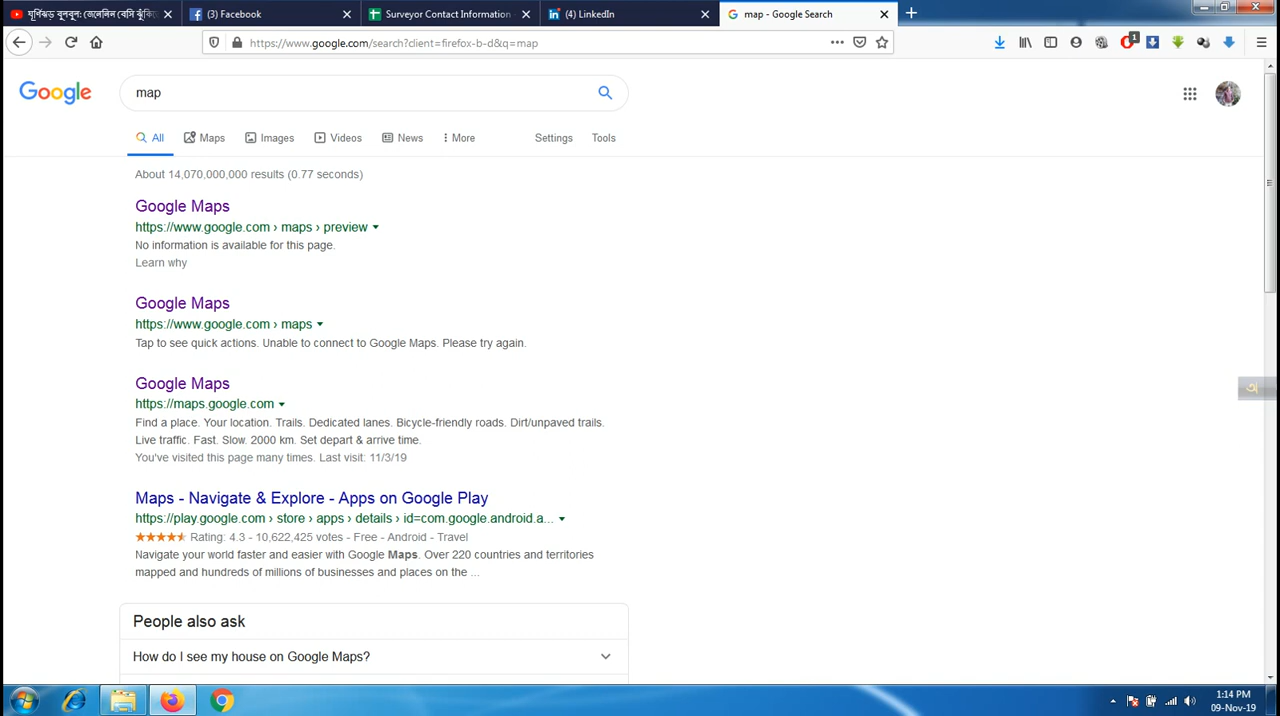 ঘূর্ণিঝড় বুলবুল: জেনেনিন বেসি ঝুঁকি
(3) Facebook
Surveyor Contact Information
(4) LinkedIn
map - Google Search
https://www.google.com/search?client=firefox-b-d&q=map
1
Google
map
All
Maps
Images
Videos
News
More
Settings
Tools
About 14,070,000,000 results (0.77 seconds)
Google Maps
https://www.google.com › maps › preview
No information is available for this page.
Learn why
Google Maps
https://www.google.com › maps
Tap to see quick actions. Unable to connect to Google Maps. Please try again.
Google Maps
https://maps.google.com
Find a place. Your location. Trails. Dedicated lanes. Bicycle-friendly roads. Dirt/unpaved trails.
Live traffic. Fast. Slow. 2000 km. Set depart & arrive time.
You've visited this page many times. Last visit: 11/3/19
অ
Maps - Navigate & Explore - Apps on Google Play
https://play.google.com › store › apps › details › id=com.google.android.a...
Rating: 4.3 - 10,622,425 votes - Free - Android - Travel
Navigate your world faster and easier with Google Maps. Over 220 countries and territories
mapped and hundreds of millions of businesses and places on the ...
People also ask
How do I see my house on Google Maps?
1:14 PM
09-Nov-19